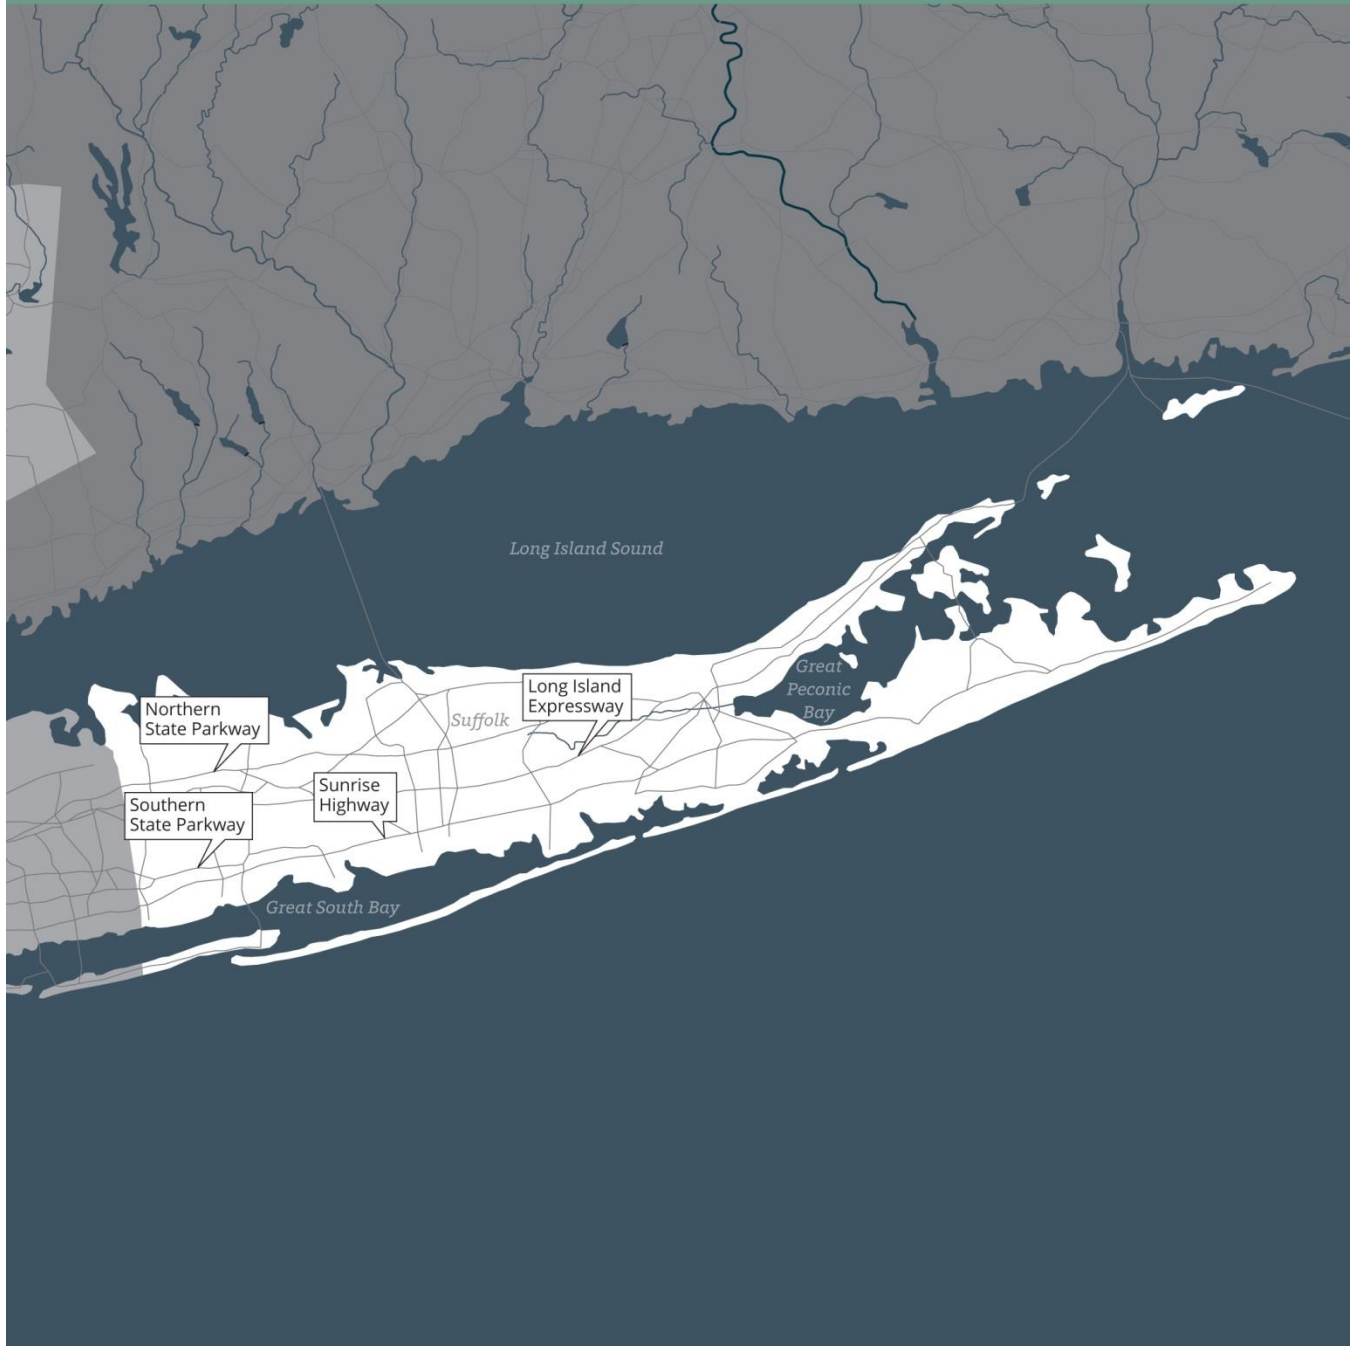 Long Island Sound
Great
Peconic
Bay
Long Island
Expressway
Northern
State Parkway
Suffolk
Sunrise
Highway
Southern
State Parkway
Great South Bay